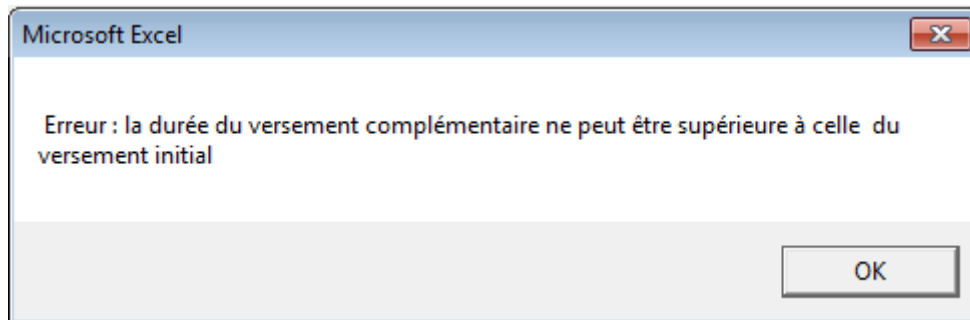 Microsoft Excel
Erreur : la durée du versement complémentaire ne peut être supérieure à celle  du
versement initial
OK